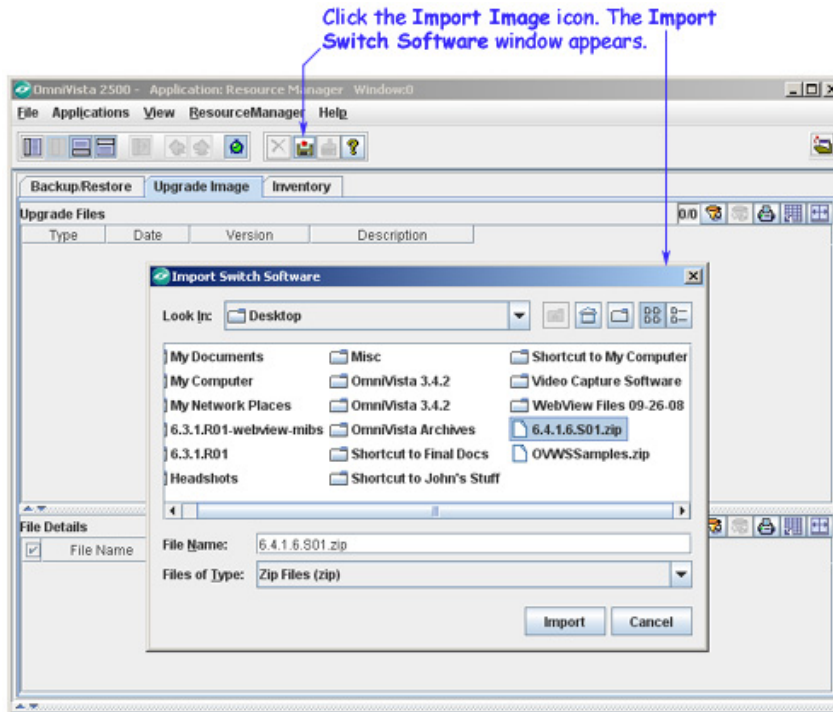 Click the Import Image icon. The Import
Switch Software window appears.
OmniVista 2500 - Application: Resource Manager Window:0
File Applications View ResourceManager Help
Backup/Restore Upgrade Image Inventory
Upgrade Files 0/0
Type Date Version Description
Import Switch Software
Look In: Desktop
My Documents Misc Shortcut to My Computer
My Computer OmniVista 3.4.2 Video Capture Software
My Network Places OmniVista 3.4.2 WebView Files 09-26-08
6.3.1.R01-webview-mibs OmniVista Archives 6.4.1.6.S01.zip
6.3.1.R01 Shortcut to Final Docs OVWSSamples.zip
Headshots Shortcut to John's Stuff
File Details
File Name
File Name: 6.4.1.6.S01.zip
Files of Type: Zip Files (zip)
Import Cancel